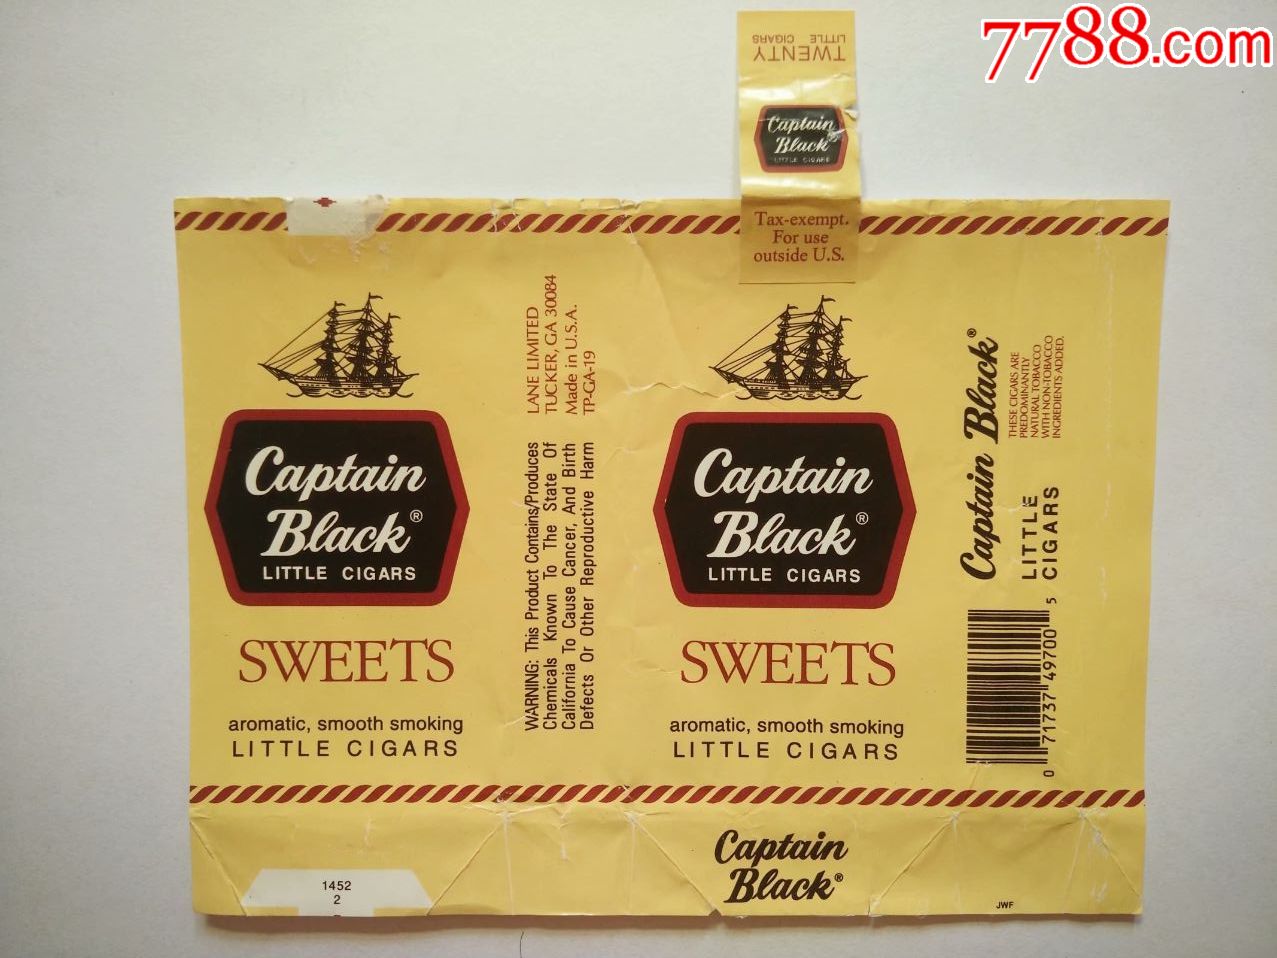 7788.com
TWENTY
LITTLE CIGARS
Captain
Black
LITTLE CIGARS
Tax-exempt.
For use
outside U.S.
Captain
Black®
LITTLE CIGARS
SWEETS
aromatic, smooth smoking
LITTLE CIGARS
LANE LIMITED
TUCKER, GA 30084
Made in U.S.A.
TP-GA-19
WARNING: This Product Contains/Produces
Chemicals Known To The State Of
California To Cause Cancer, And Birth
Defects Or Other Reproductive Harm
Captain
Black®
LITTLE CIGARS
SWEETS
aromatic, smooth smoking
LITTLE CIGARS
Captain Black®
THESE CIGARS ARE
PREDOMINANTLY
NATURAL TOBACCO
WITH NON-TOBACCO
INGREDIENTS ADDED.
LITTLE
CIGARS
0 71737 49700 5
1452
2
Captain
Black®
JWF